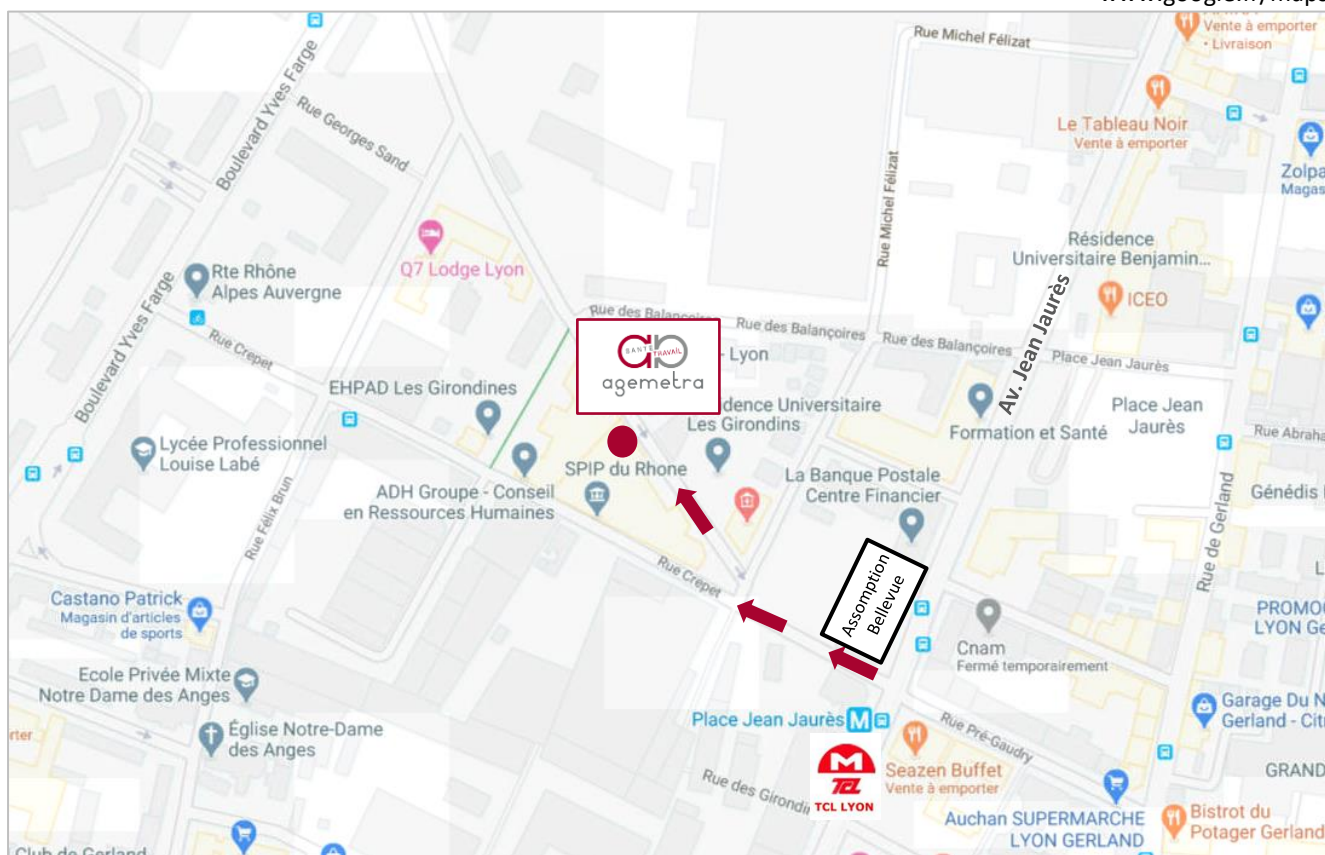 Rue Michel Félizat
Vente à emporter
• Livraison
Boulevard Yves Farge
Rue Georges Sand
Le Tableau Noir
Vente à emporter
Zolpa
Magas
Rue Michel Félizat
Résidence
Universitaire Benjamin...
Q7 Lodge Lyon
Rte Rhône
Alpes Auvergne
ICEO
Av. Jean Jaurès
Boulevard Yves Farge
Rue Crepet
Rue des Balançoires
Rue des Balançoires
Rue des Balançoires
Place Jean Jaurès
SANTÉ
TRAVAIL
agemetra
- Lyon
EHPAD Les Girondines
dence Universitaire
Les Girondins
Place Jean
Jaurès
Formation et Santé
Rue Abraha
Lycée Professionnel
Louise Labé
SPIP du Rhone
La Banque Postale
Centre Financier
ADH Groupe - Conseil
en Ressources Humaines
Génédis
Rue Félix Brun
Rue de Gerland
Rue Crepet
Assomption
Bellevue
Castano Patrick
Magasin d'articles
de sports
PROMO
LYON Ge
Cnam
Fermé temporairement
Ecole Privée Mixte
Notre Dame des Anges
Garage Du N
Gerland - Cit
Place Jean Jaurès
M
Rue Pré-Gaudry
Église Notre-Dame
des Anges
rter
M
TCL
TCL LYON
Seazen Buffet
Vente à emporter
GRAND
Rue des Girondi
Auchan SUPERMARCHE
LYON GERLAND
Bistrot du
Potager Gerland
Club de Gerland